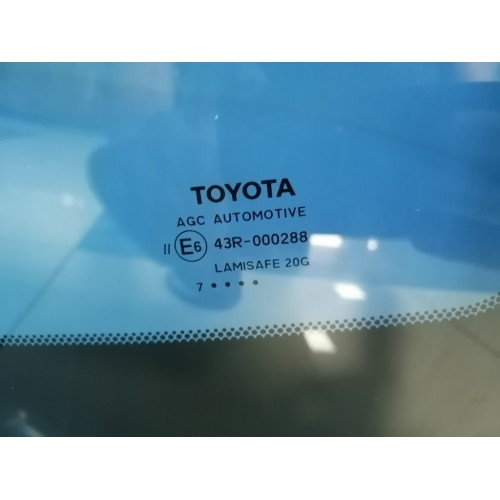 TOYOTA
AGC AUTOMOTIVE
II E6 43R-000288
LAMISAFE 20G
7 • • • •